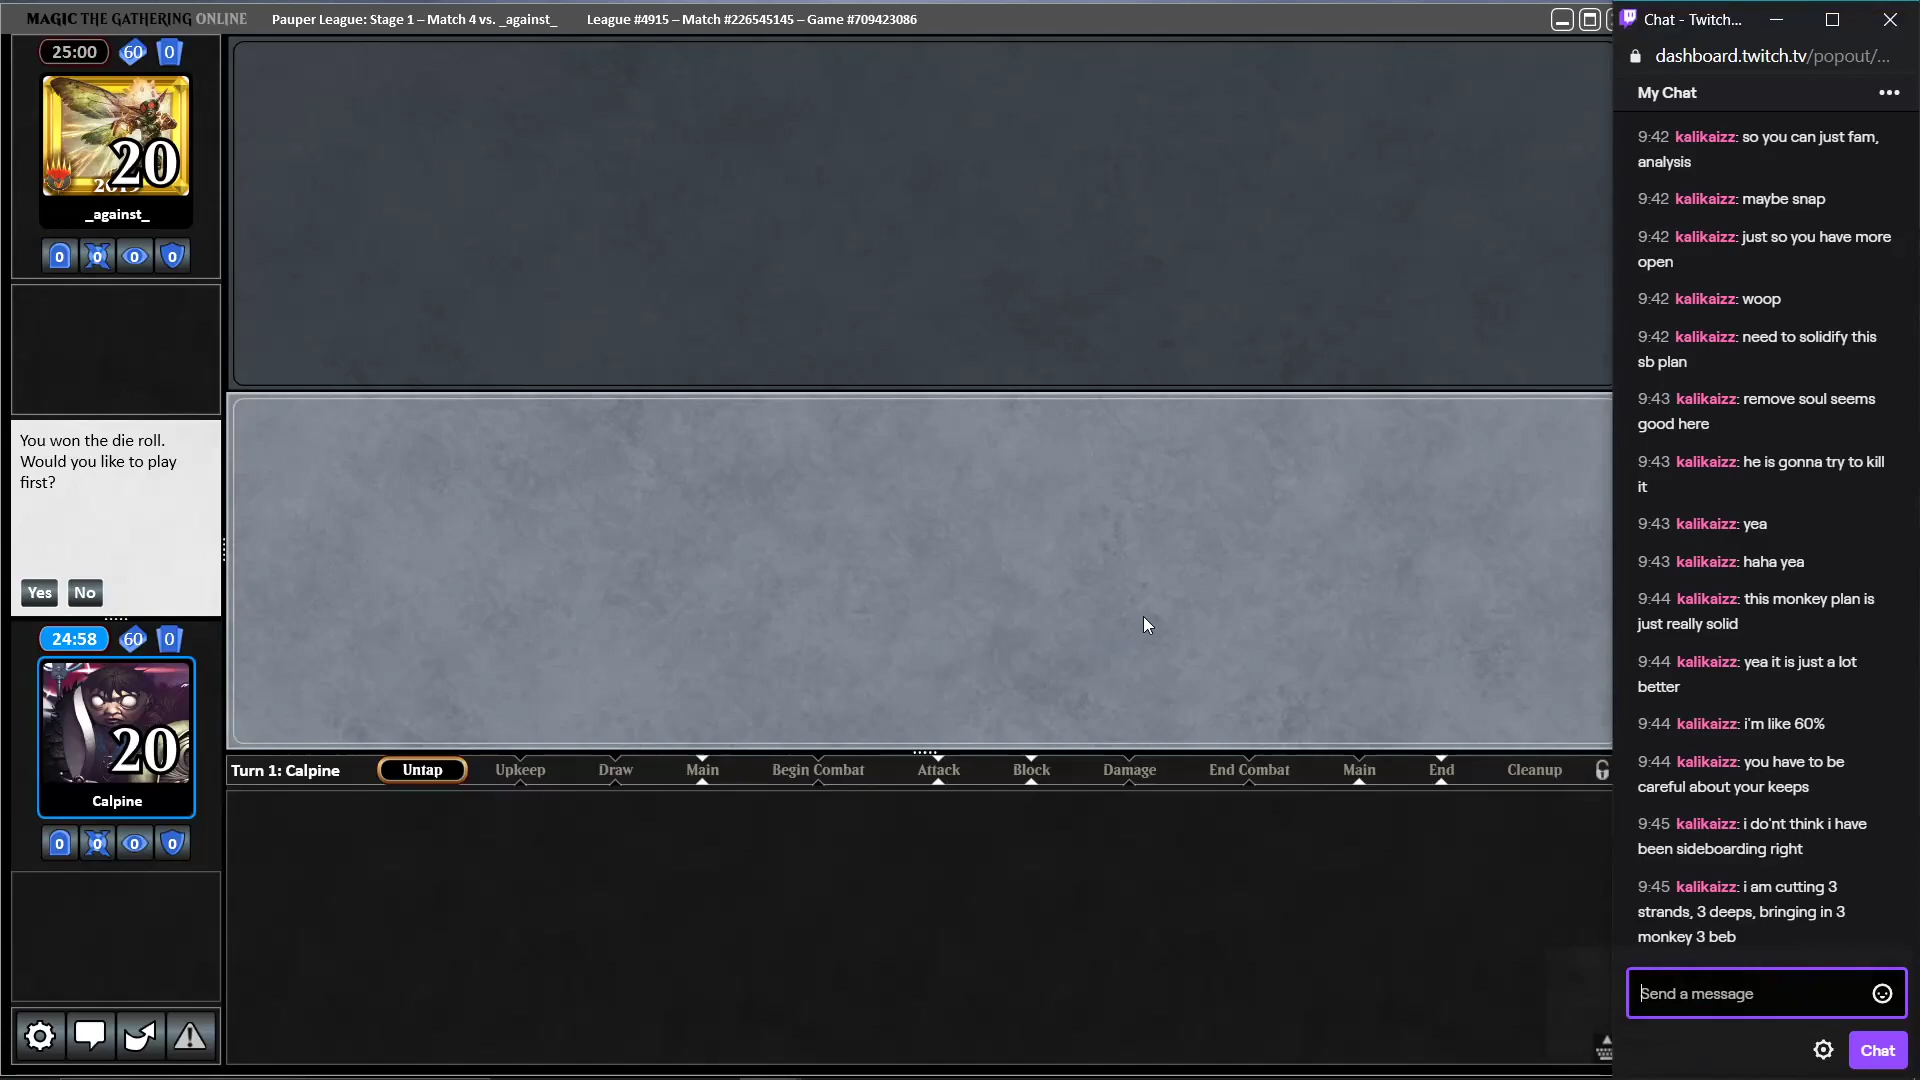 MAGIC THE GATHERING ONLINE
Pauper League: Stage 1 – Match 4 vs. _against_
League #4915 – Match #226545145 – Game #709423086
25:00
60
0
20
_against_
0
0
0
0
You won the die roll.
Would you like to play
first?
Yes
No
24:58
60
0
20
Calpine
0
0
0
0
Turn 1: Calpine
Untap
Upkeep
Draw
Main
Begin Combat
Attack
Block
Damage
End Combat
Main
End
Cleanup
Chat - Twitch...
dashboard.twitch.tv/popout/...
My Chat
9:42 kalikaizz: so you can just fam,
analysis
9:42 kalikaizz: maybe snap
9:42 kalikaizz: just so you have more
open
9:42 kalikaizz: woop
9:42 kalikaizz: need to solidify this
sb plan
9:43 kalikaizz: remove soul seems
good here
9:43 kalikaizz: he is gonna try to kill
it
9:43 kalikaizz: yea
9:43 kalikaizz: haha yea
9:44 kalikaizz: this monkey plan is
just really solid
9:44 kalikaizz: yea it is just a lot
better
9:44 kalikaizz: i'm like 60%
9:44 kalikaizz: you have to be
careful about your keeps
9:45 kalikaizz: i do'nt think i have
been sideboarding right
9:45 kalikaizz: i am cutting 3
strands, 3 deeps, bringing in 3
monkey 3 beb
Send a message
Chat